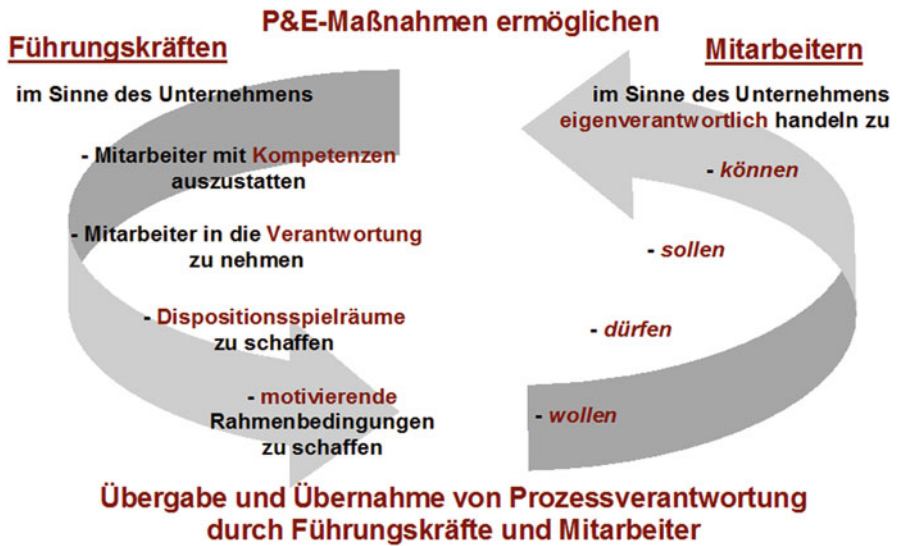 P&E-Maßnahmen ermöglichen
Führungskräften
im Sinne des Unternehmens
- Mitarbeiter mit Kompetenzen
auszustatten
- Mitarbeiter in die Verantwortung
zu nehmen
- Dispositionsspielräume
zu schaffen
- motivierende
Rahmenbedingungen
zu schaffen
Mitarbeitern
im Sinne des Unternehmens
eigenverantwortlich handeln zu
- können
- sollen
- dürfen
- wollen
Übergabe und Übernahme von Prozessverantwortung
durch Führungskräfte und Mitarbeiter